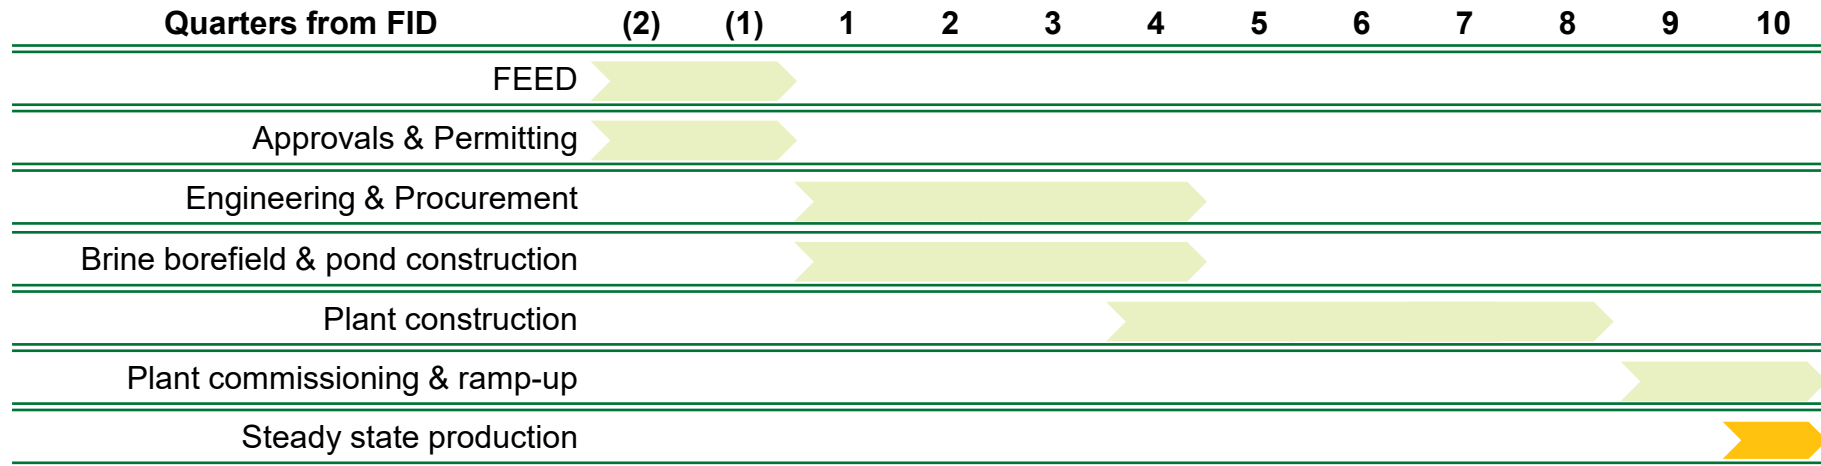 Quarters from FID (2) (1) 1 2 3 4 5 6 7 8 9 10
FEED
Approvals & Permitting
Engineering & Procurement
Brine borefield & pond construction
Plant construction
Plant commissioning & ramp-up
Steady state production